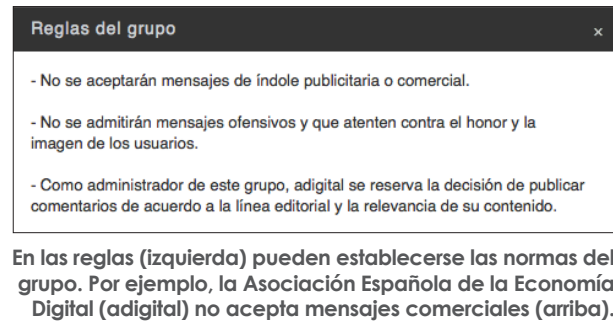 Reglas del grupo
x
- No se aceptarán mensajes de índole publicitaria o comercial.
- No se admitirán mensajes ofensivos y que atenten contra el honor y la
imagen de los usuarios.
- Como administrador de este grupo, adigital se reserva la decisión de publicar
comentarios de acuerdo a la línea editorial y la relevancia de su contenido.
En las reglas (izquierda) pueden establecerse las normas del
grupo. Por ejemplo, la Asociación Española de la Economía
Digital (adigital) no acepta mensajes comerciales (arriba).